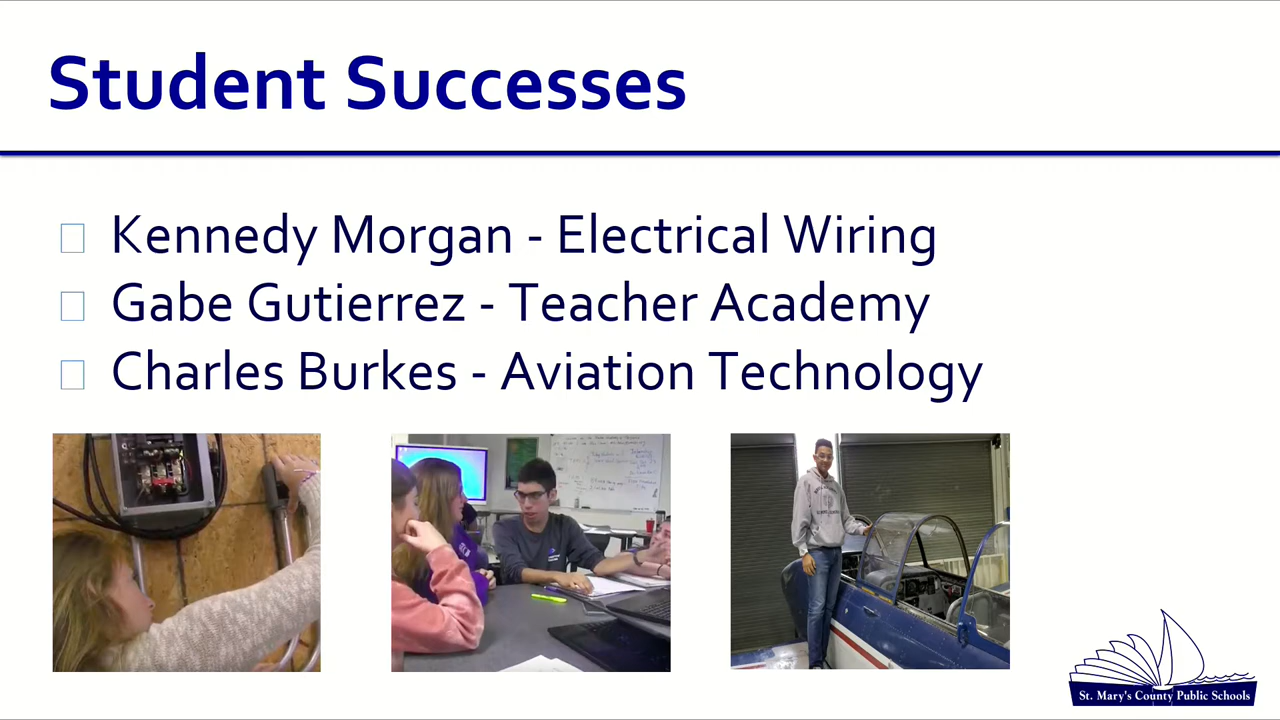 Student Successes
Kennedy Morgan - Electrical Wiring
Gabe Gutierrez - Teacher Academy
Charles Burkes - Aviation Technology
St. Mary's County Public Schools